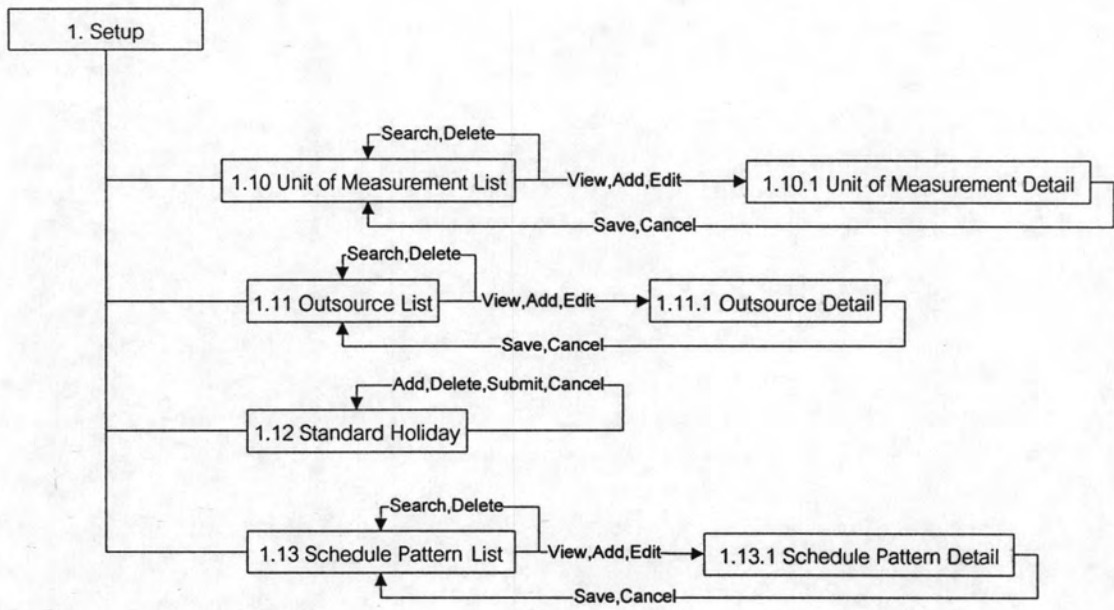 1. Setup
Search,Delete
1.10 Unit of Measurement List
View,Add,Edit
1.10.1 Unit of Measurement Detail
Save,Cancel
Search,Delete
1.11 Outsource List
View,Add,Edit
1.11.1 Outsource Detail
Save,Cancel
Add,Delete,Submit,Cancel
1.12 Standard Holiday
Search,Delete
1.13 Schedule Pattern List
View,Add,Edit
1.13.1 Schedule Pattern Detail
Save,Cancel